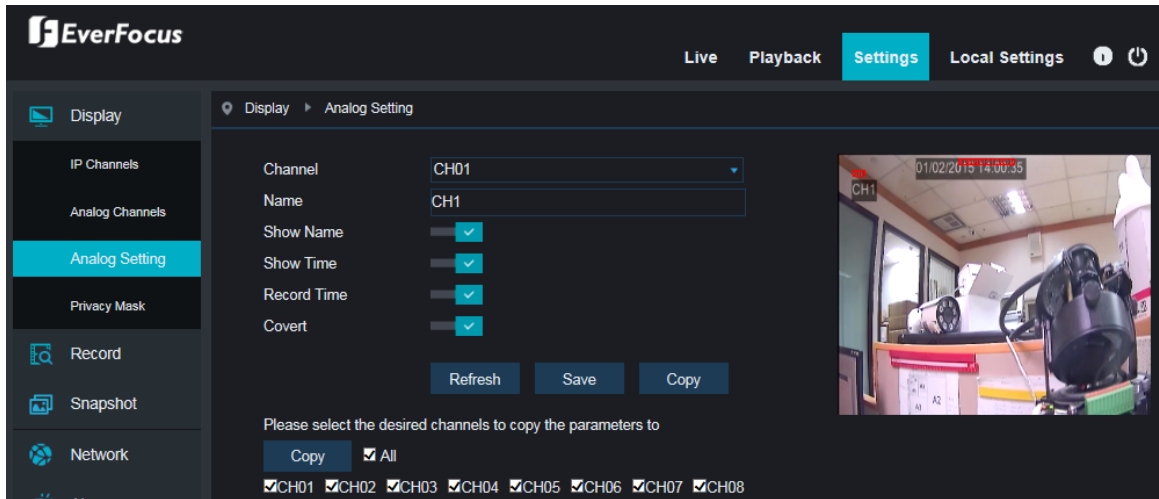 EverFocus
Live Playback Settings Local Settings
Display
IP Channels
Analog Channels
Analog Setting
Privacy Mask
Record
Snapshot
Network
Display Analog Setting
Channel CH01
Name CH1
Show Name
Show Time
Record Time
Covert
Refresh Save Copy
Please select the desired channels to copy the parameters to
Copy All
CH01 CH02 CH03 CH04 CH05 CH06 CH07 CH08
01/02/2015 14:00:35
CH1
A2
A1